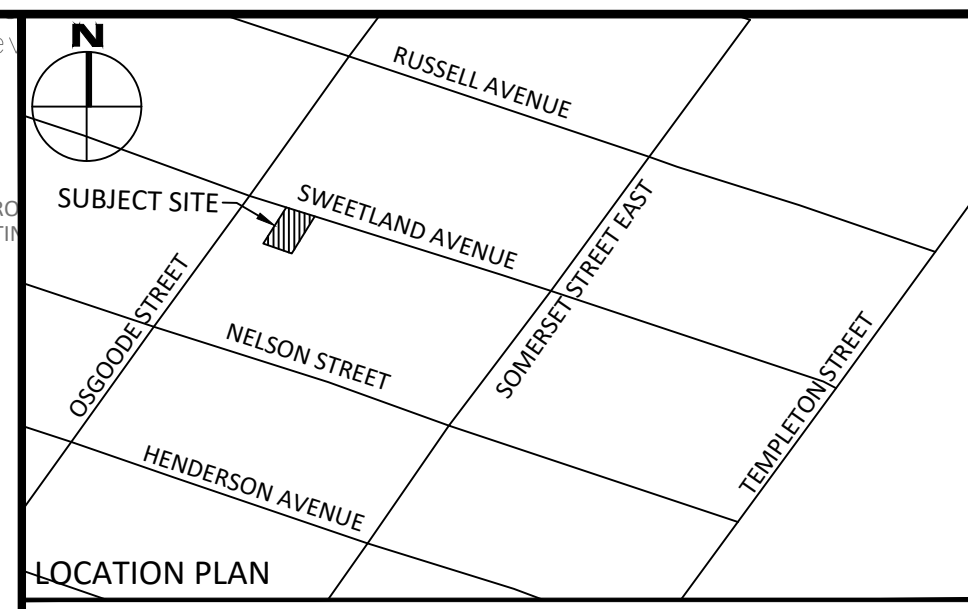 N
RUSSELL AVENUE
SUBJECT SITE
SWEETLAND AVENUE
SOMERSET STREET EAST
OSGOODE STREET
NELSON STREET
TEMPLETON STREET
HENDERSON AVENUE
LOCATION PLAN